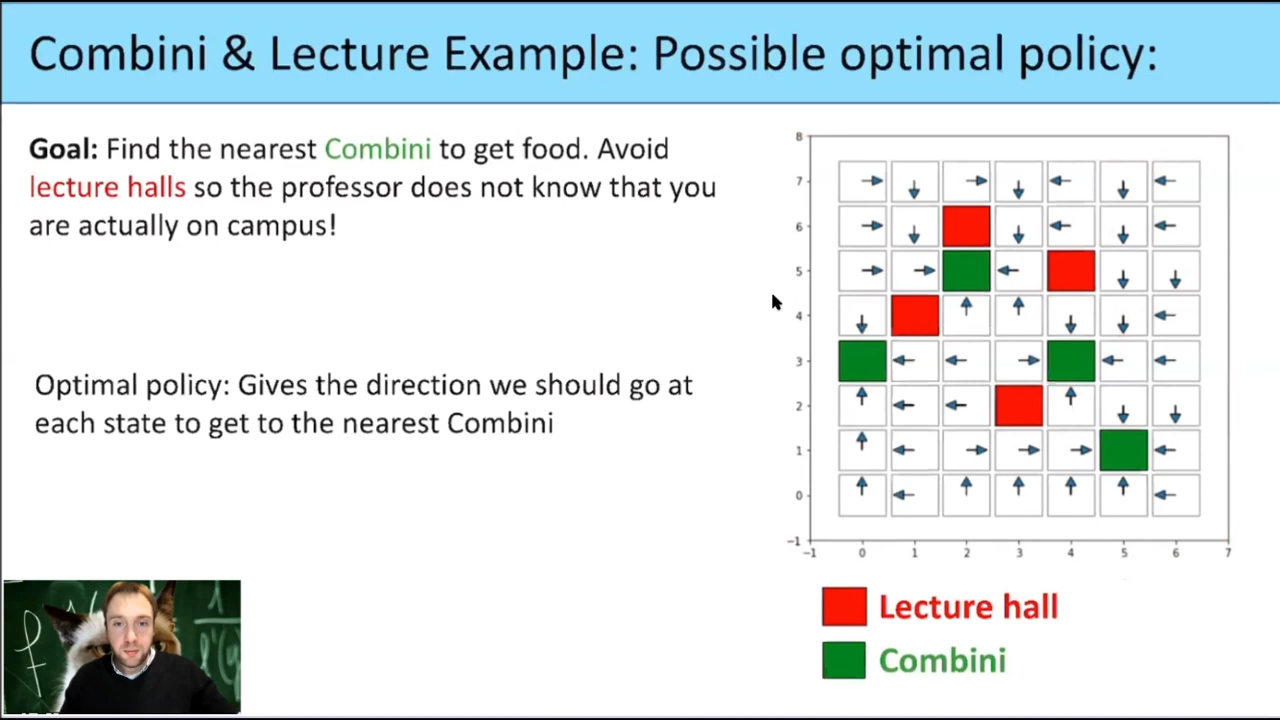 Combini & Lecture Example: Possible optimal policy:
Goal: Find the nearest Combini to get food. Avoid
lecture halls so the professor does not know that you
are actually on campus!
Optimal policy: Gives the direction we should go at
each state to get to the nearest Combini
8
7
6
5
4
3
2
1
0
−1
−1 0 1 2 3 4 5 6 7
Lecture hall
Combini